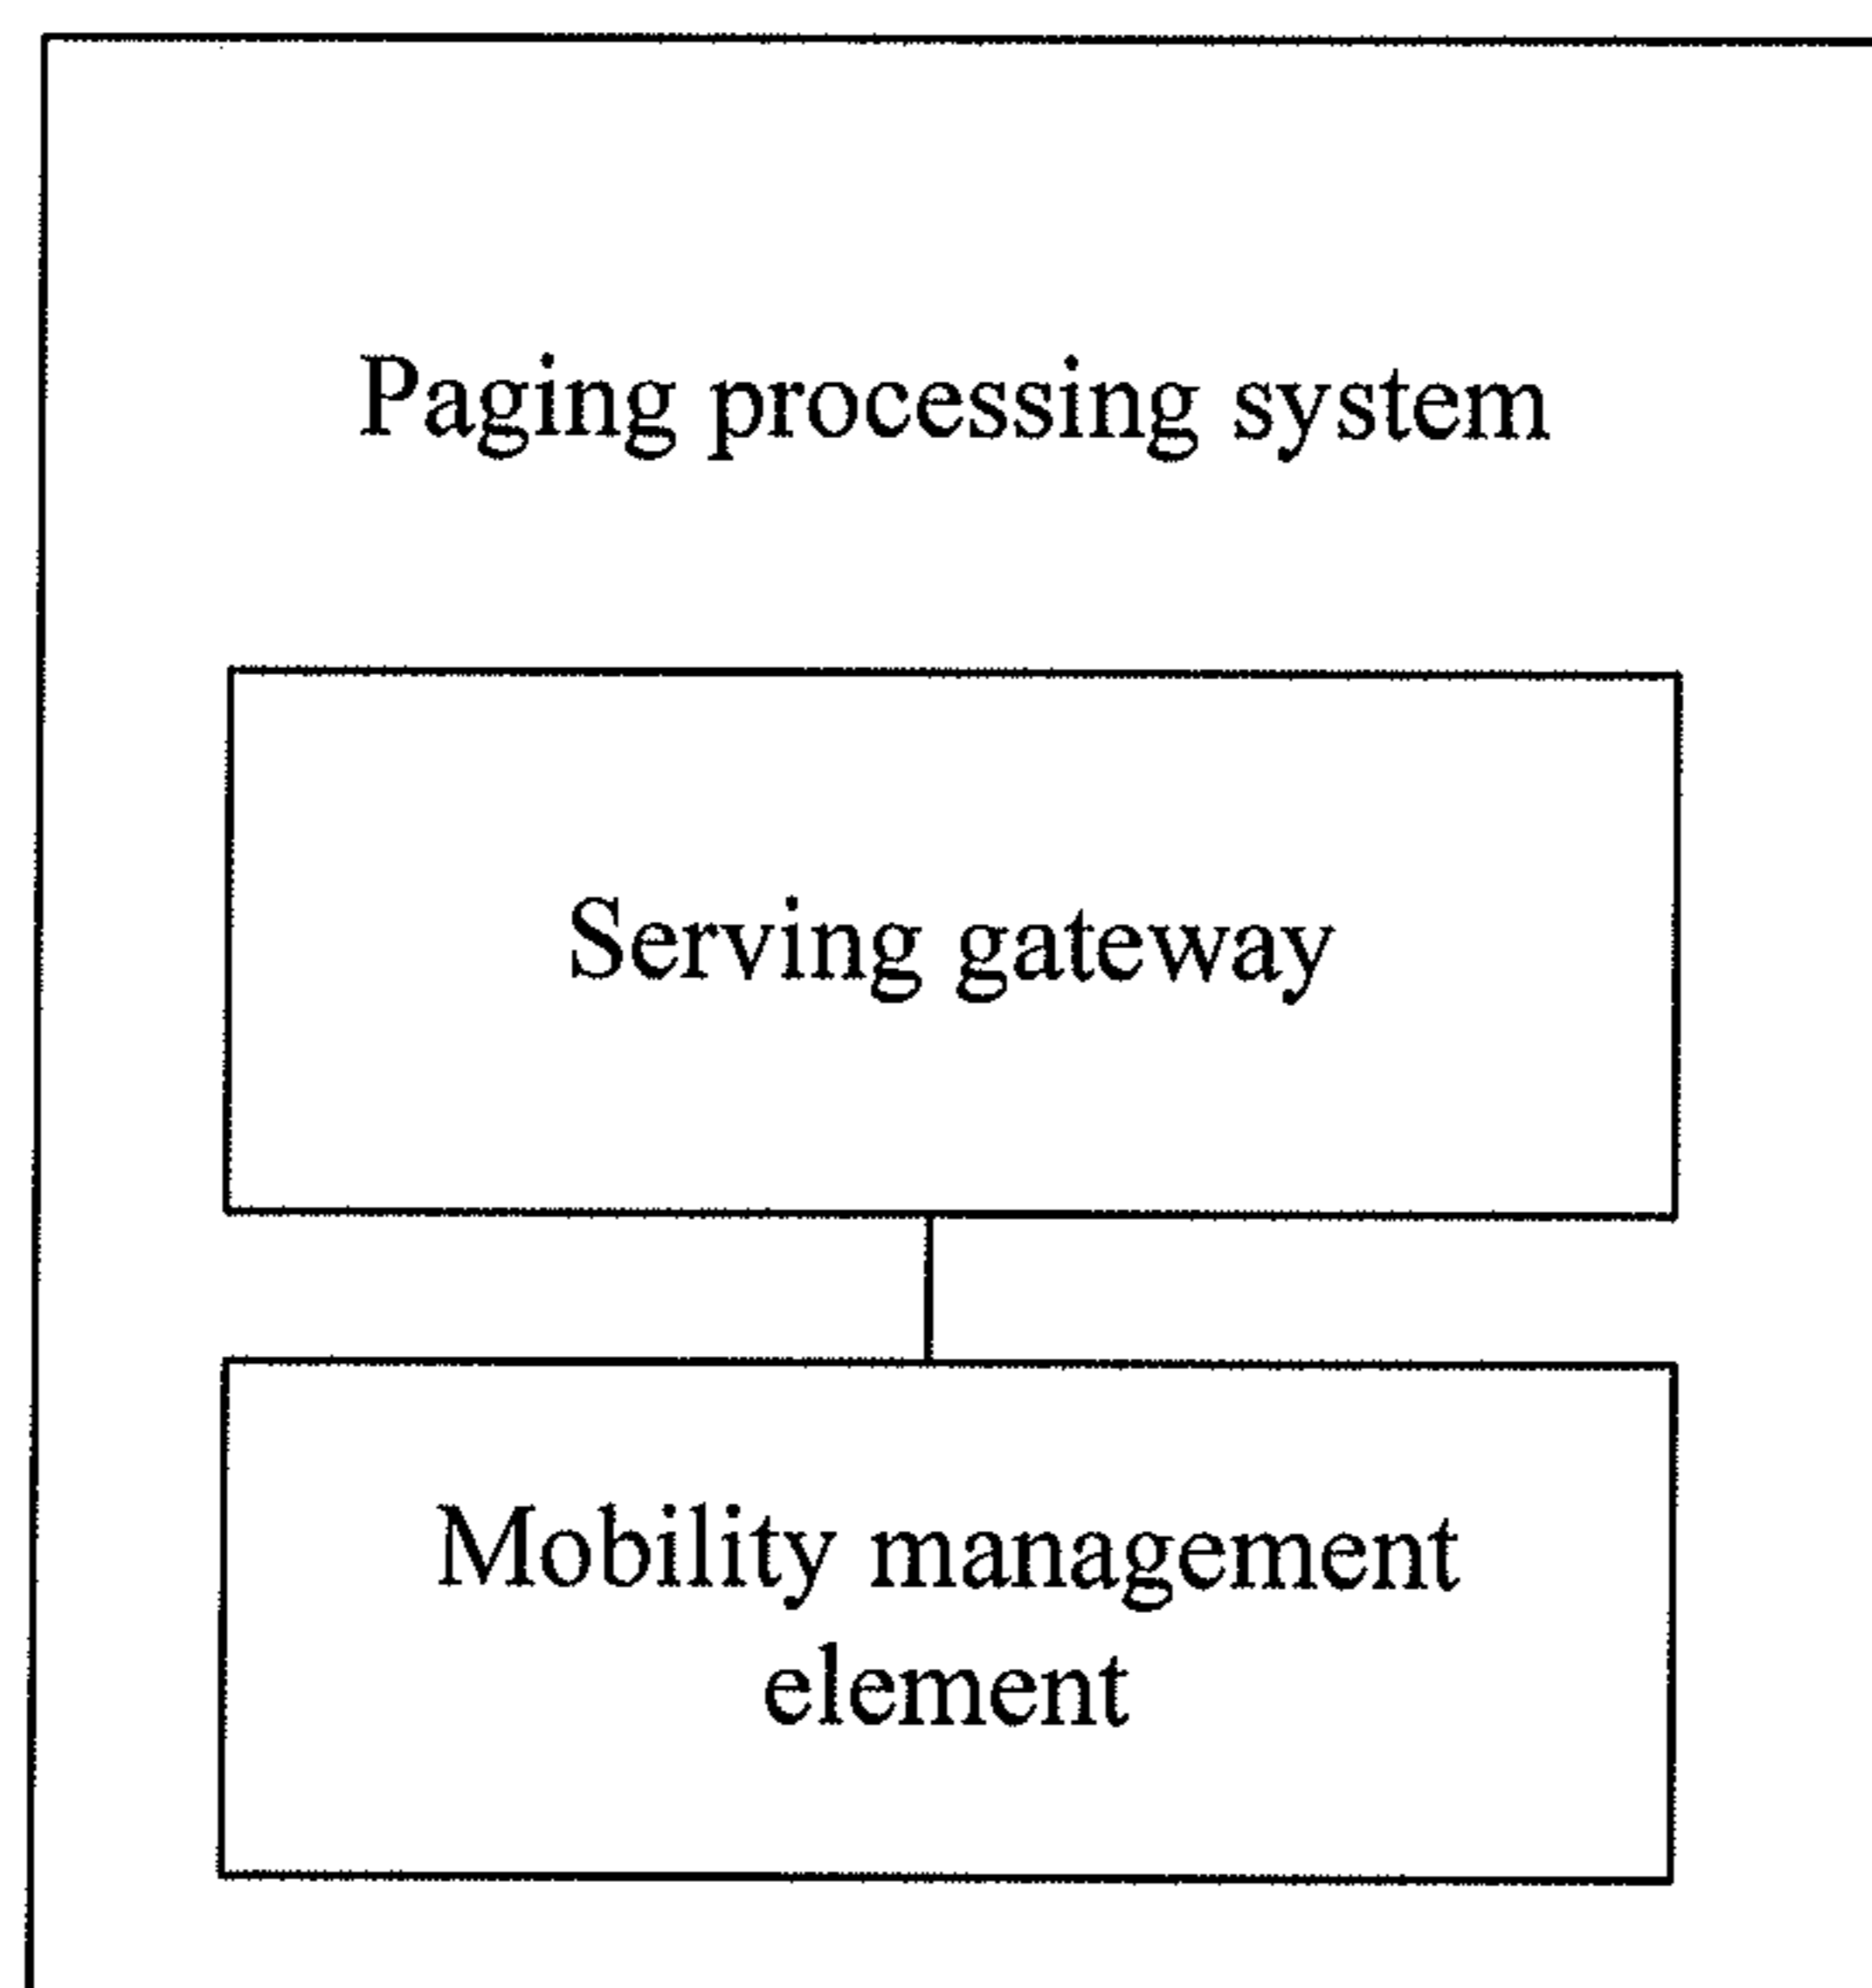 Paging processing system
Serving gateway
Mobility management
element